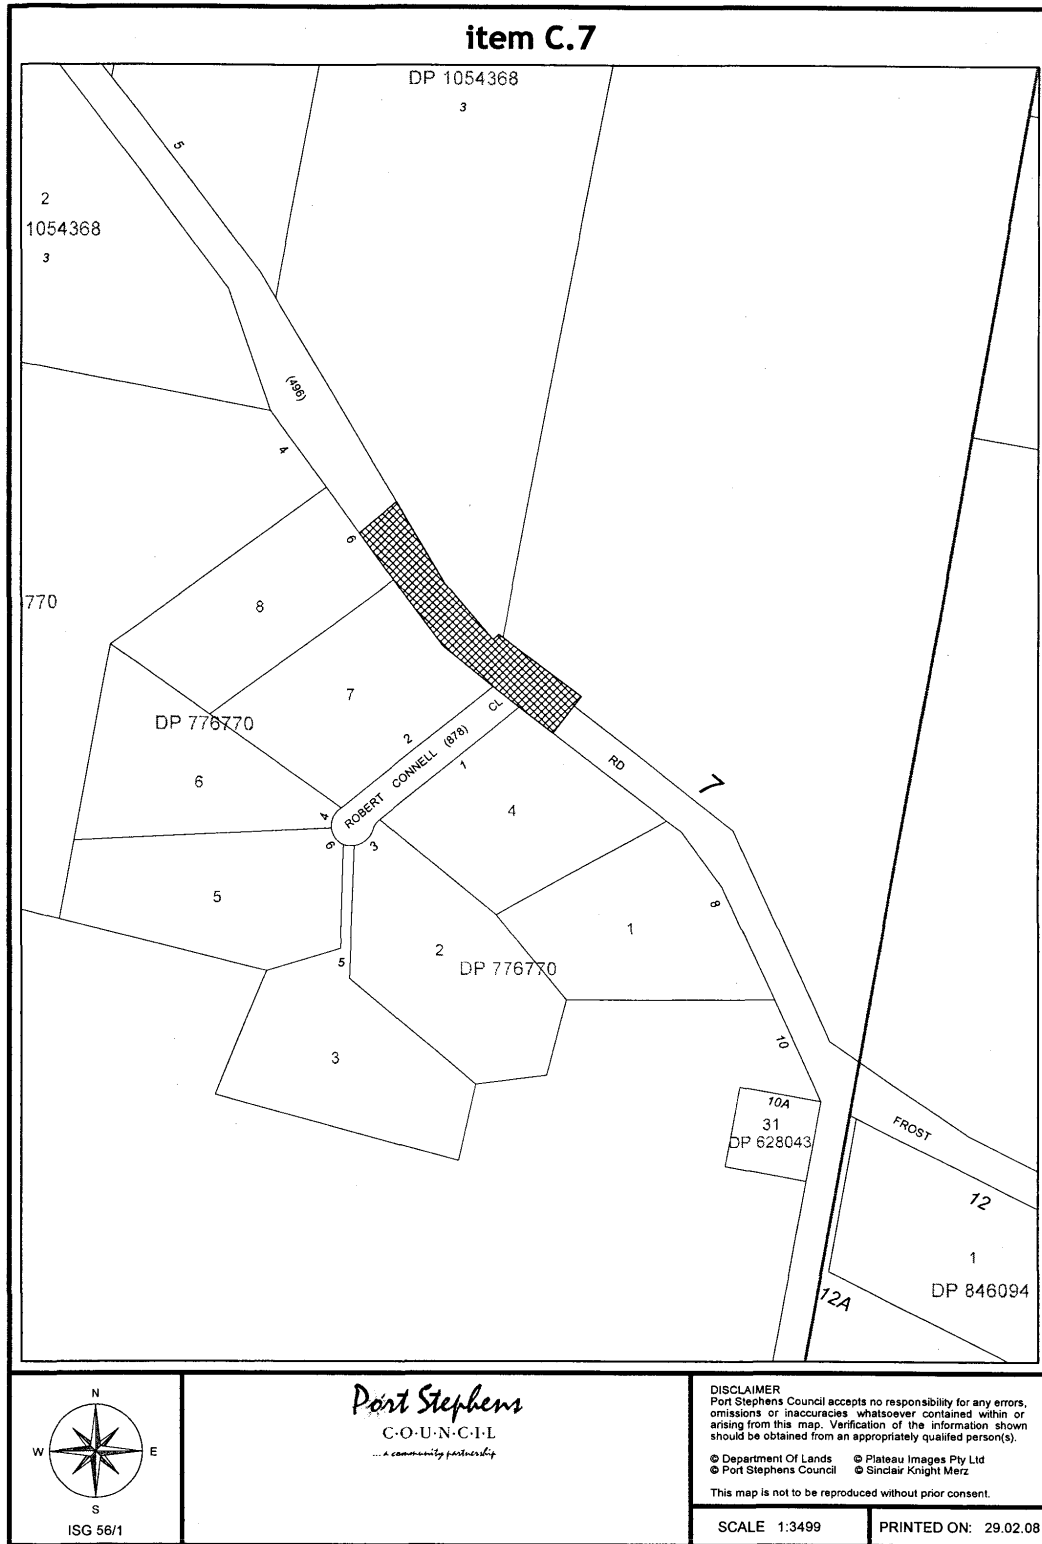 item C.7
DP 1054368
3
5
2
1054368
3
(496)
4
6
770
8
7
DP 776770
2
ROBERT CONNELL (878) CL
1
RD
7
6
4
4
6
3
5
8
1
2
DP 776770
5
3
10
10A
31
DP 628043
FROST
12
1
DP 846094
12A
N
W
E
S
ISG 56/1
Port Stephens
C·O·U·N·C·I·L
... a community partnership
DISCLAIMER
Port Stephens Council accepts no responsibility for any errors,
omissions or inaccuracies whatsoever contained within or
arising from this map. Verification of the information shown
should be obtained from an appropriately qualifed person(s).
© Department Of Lands © Plateau Images Pty Ltd
© Port Stephens Council © Sinclair Knight Merz
This map is not to be reproduced without prior consent.
SCALE 1:3499
PRINTED ON: 29.02.08